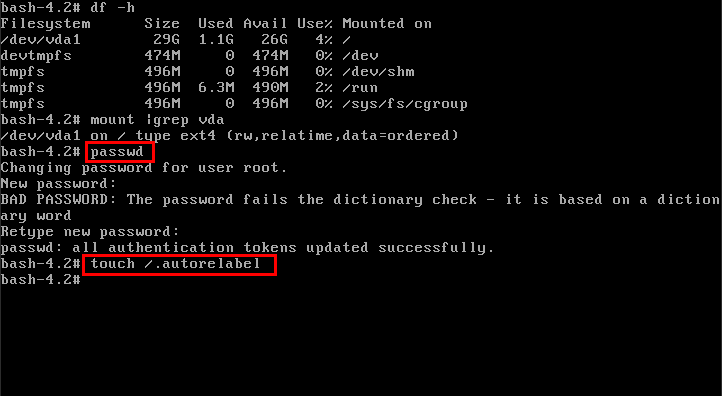 bash-4.2# df -h
Filesystem      Size  Used Avail Use% Mounted on
/dev/vda1        29G  1.1G   26G   4% /
devtmpfs        474M     0  474M   0% /dev
tmpfs           496M     0  496M   0% /dev/shm
tmpfs           496M  6.3M  490M   2% /run
tmpfs           496M     0  496M   0% /sys/fs/cgroup
bash-4.2# mount |grep vda
/dev/vda1 on / type ext4 (rw,relatime,data=ordered)
bash-4.2# passwd
Changing password for user root.
New password:
BAD PASSWORD: The password fails the dictionary check - it is based on a diction
ary word
Retype new password:
passwd: all authentication tokens updated successfully.
bash-4.2# touch /.autorelabel
bash-4.2#